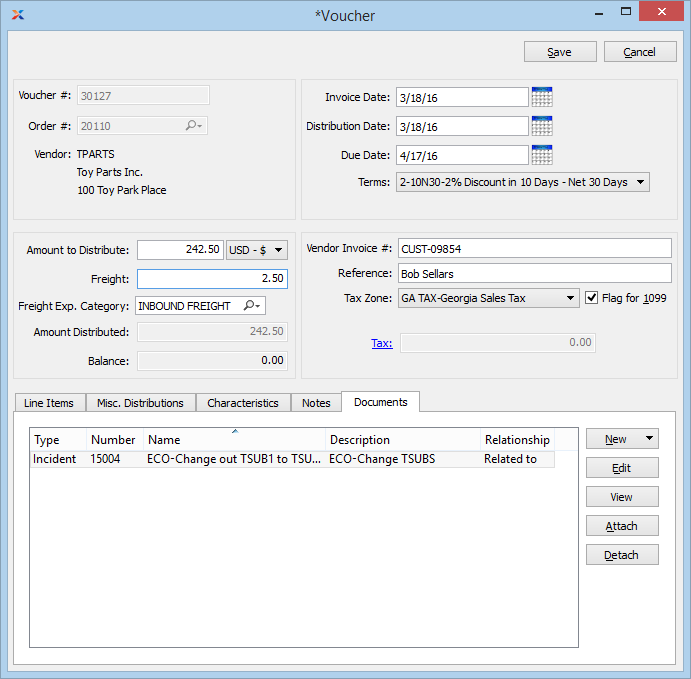 *Voucher
Save
Cancel
Voucher #: 30127
Order #: 20110
Vendor: TPARTS
Toy Parts Inc.
100 Toy Park Place
Invoice Date: 3/18/16
Distribution Date: 3/18/16
Due Date: 4/17/16
Terms: 2-10N30-2% Discount in 10 Days - Net 30 Days
Amount to Distribute: 242.50 USD - $
Freight: 2.50
Freight Exp. Category: INBOUND FREIGHT
Amount Distributed: 242.50
Balance: 0.00
Vendor Invoice #: CUST-09854
Reference: Bob Sellars
Tax Zone: GA TAX-Georgia Sales Tax Flag for 1099
Tax: 0.00
Line Items Misc. Distributions Characteristics Notes Documents
Type Number Name Description Relationship
Incident 15004 ECO-Change out TSUB1 to TSU... ECO-Change TSUBS Related to
New
Edit
View
Attach
Detach